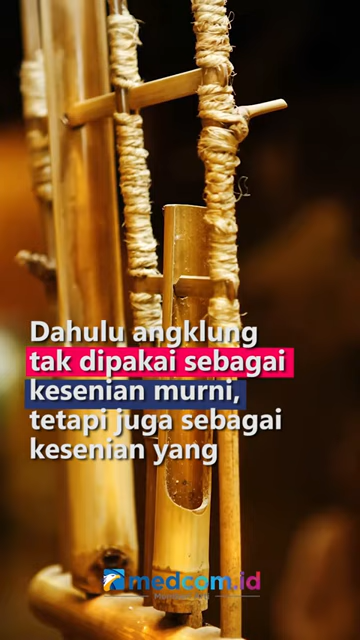 Dahulu angklung
tak dipakai sebagai
kesenian murni,
tetapi juga sebagai
kesenian yang
medcom.id